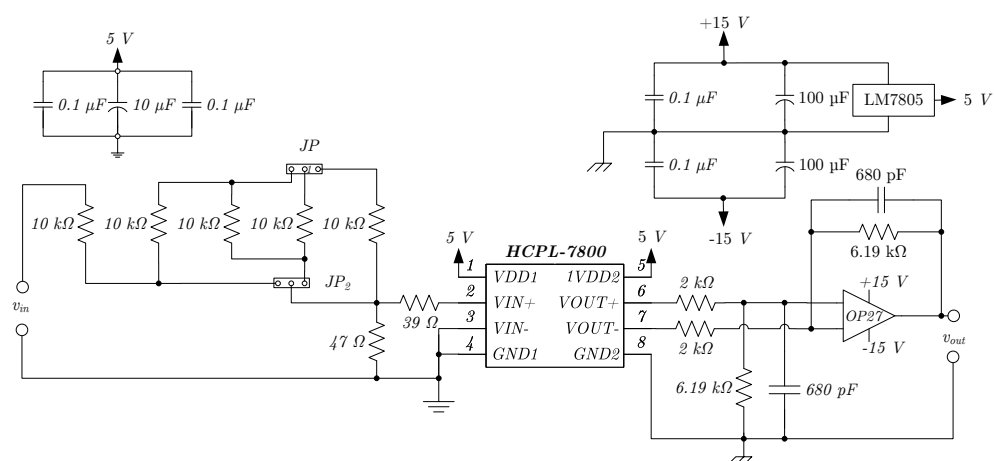 +15 V
5 V
0.1 µF
10 µF
0.1 µF
0.1 µF
100 µF
LM7805
5 V
JP
1
0.1 µF
100 µF
680 pF
10 kΩ
10 kΩ
10 kΩ
10 kΩ
10 kΩ
-15 V
6.19 kΩ
5 V
HCPL-7800
5 V
JP2
1
VDD1
1VDD2
5
2 kΩ
+15 V
vin
2
VIN+
VOUT+
6
OP27
39 Ω
3
VIN-
VOUT-
7
47 Ω
2 kΩ
-15 V
vout
4
GND1
GND2
8
6.19 kΩ
680 pF